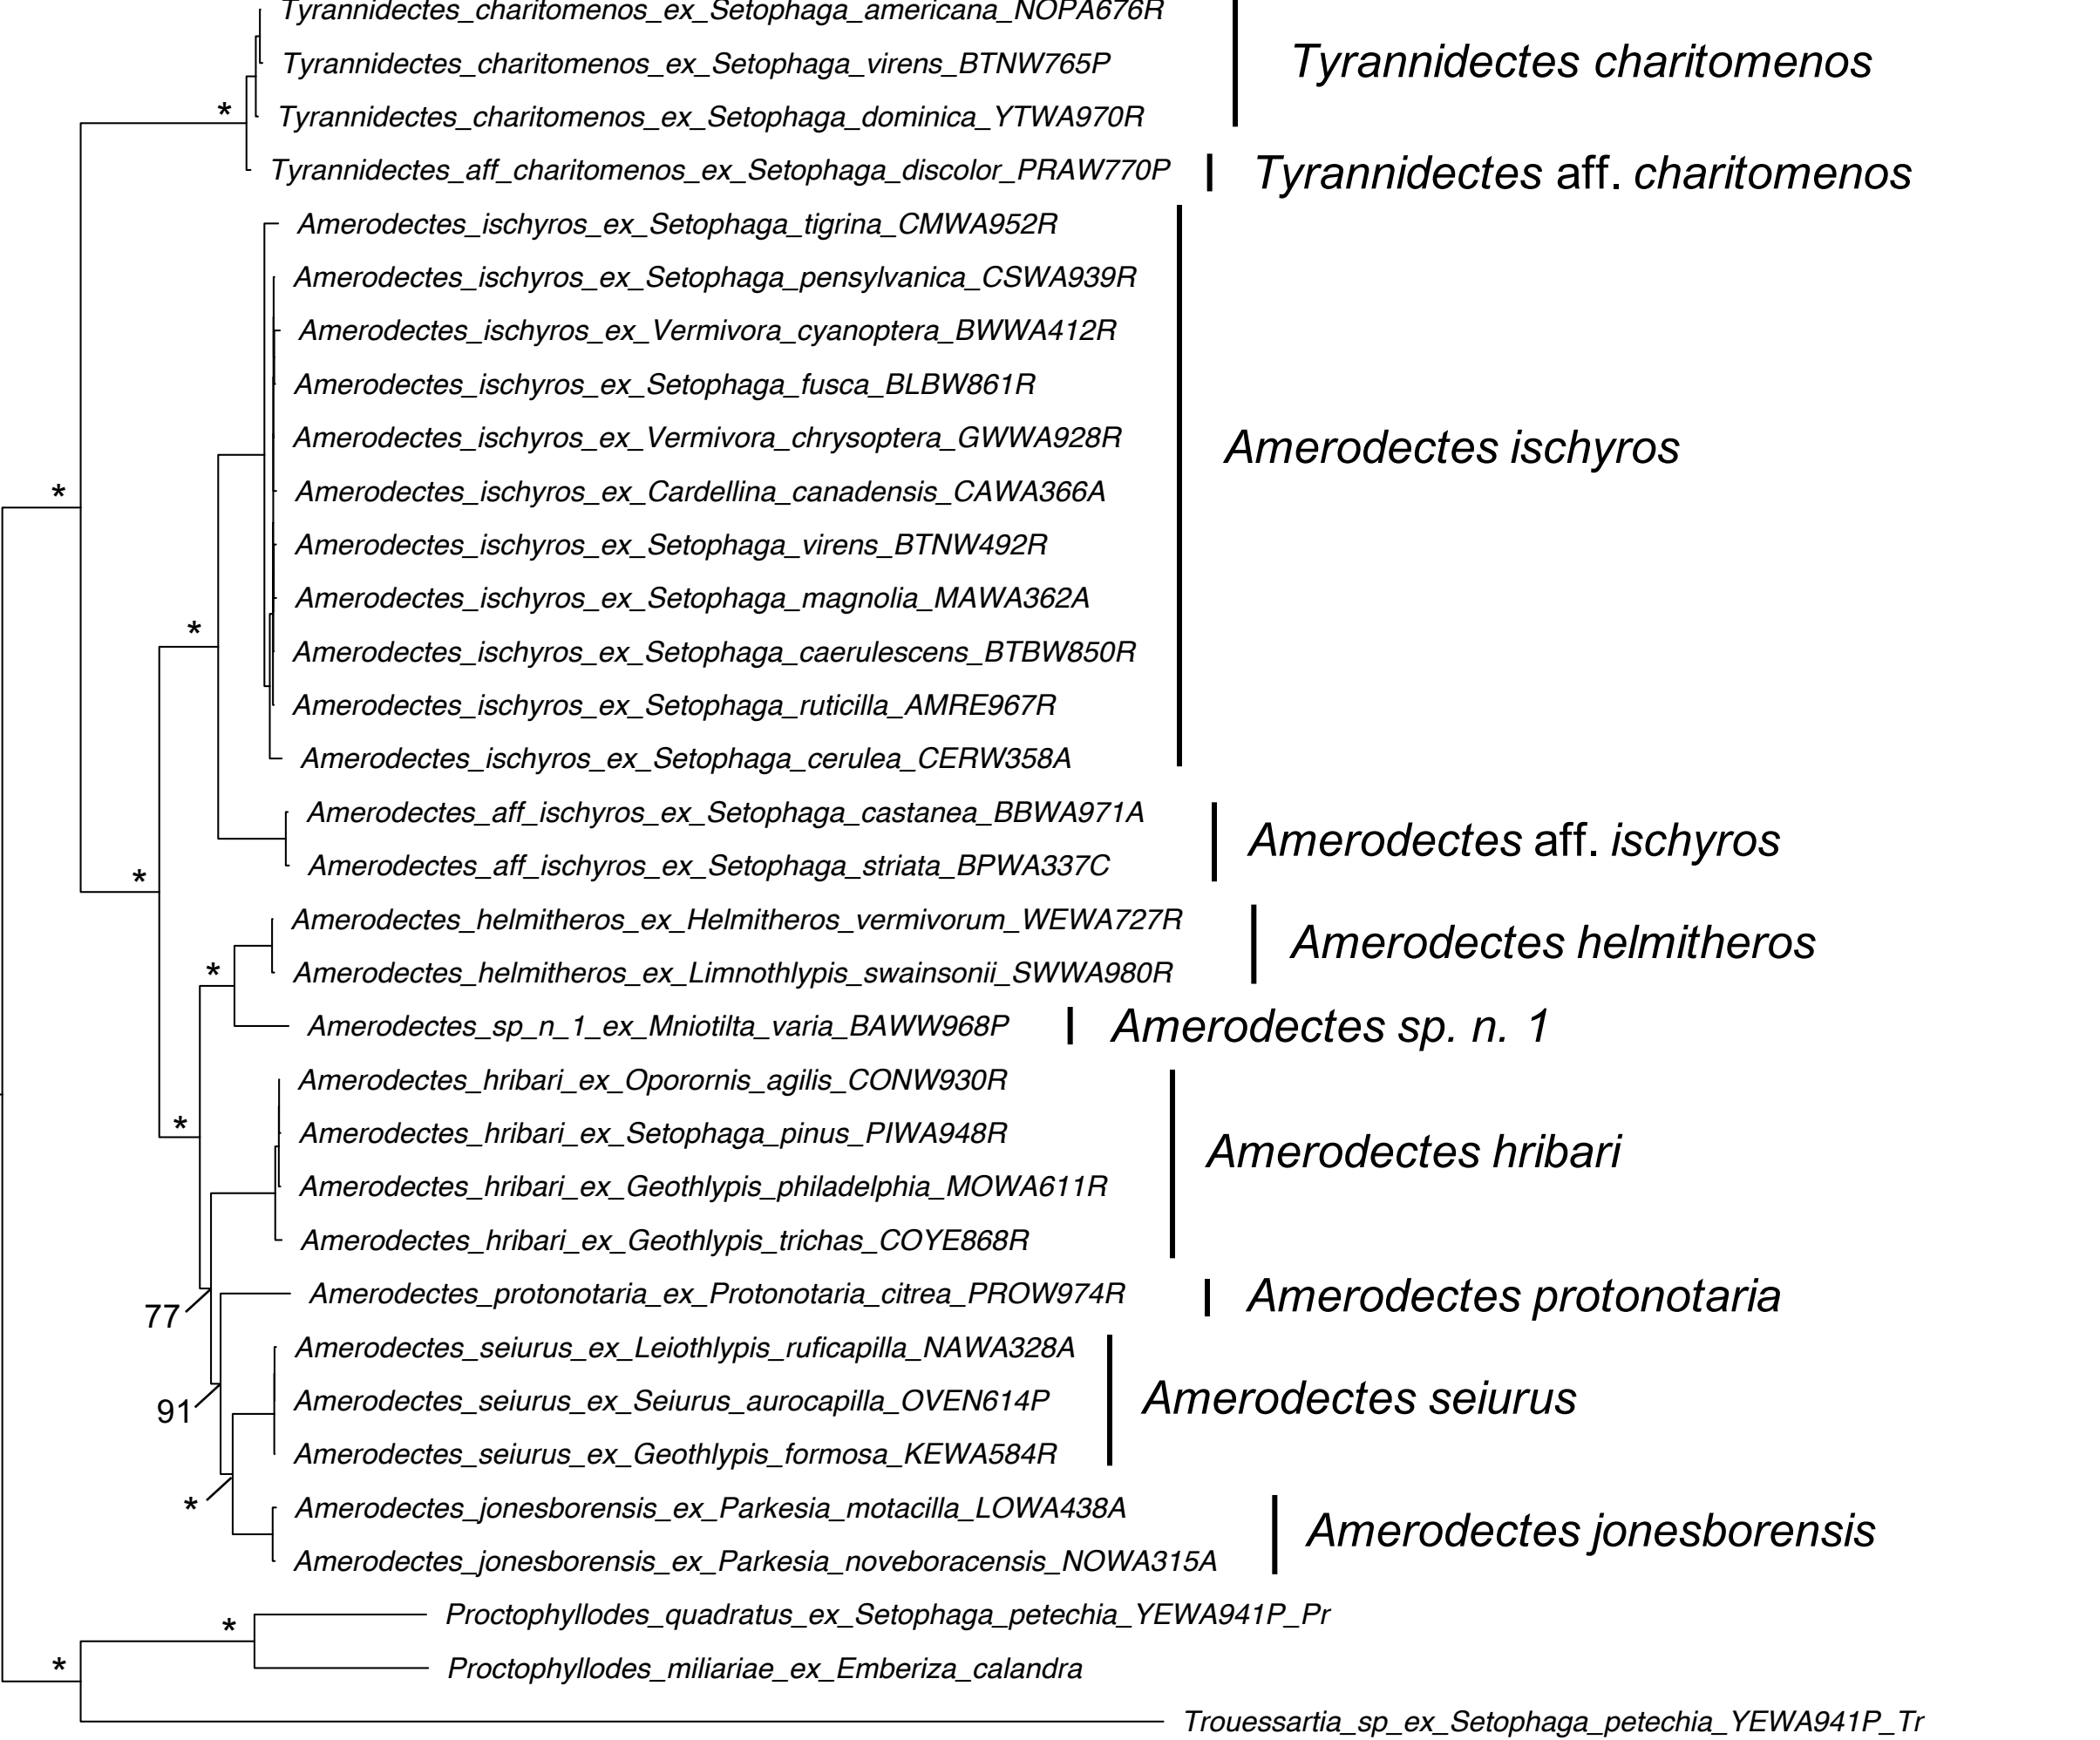 Tyrannidectes_charitomenos_ex_Setophaga_americana_NOPA676R
Tyrannidectes_charitomenos_ex_Setophaga_virens_BTNW765P
Tyrannidectes charitomenos
*
Tyrannidectes_charitomenos_ex_Setophaga_dominica_YTWA970R
Tyrannidectes_aff_charitomenos_ex_Setophaga_discolor_PRAW770P
Tyrannidectes aff. charitomenos
Amerodectes_ischyros_ex_Setophaga_tigrina_CMWA952R
Amerodectes_ischyros_ex_Setophaga_pensylvanica_CSWA939R
Amerodectes_ischyros_ex_Vermivora_cyanoptera_BWWA412R
Amerodectes_ischyros_ex_Setophaga_fusca_BLBW861R
Amerodectes_ischyros_ex_Vermivora_chrysoptera_GWWA928R
Amerodectes ischyros
*
Amerodectes_ischyros_ex_Cardellina_canadensis_CAWA366A
Amerodectes_ischyros_ex_Setophaga_virens_BTNW492R
Amerodectes_ischyros_ex_Setophaga_magnolia_MAWA362A
*
Amerodectes_ischyros_ex_Setophaga_caerulescens_BTBW850R
Amerodectes_ischyros_ex_Setophaga_ruticilla_AMRE967R
Amerodectes_ischyros_ex_Setophaga_cerulea_CERW358A
Amerodectes_aff_ischyros_ex_Setophaga_castanea_BBWA971A
Amerodectes aff. ischyros
*
Amerodectes_aff_ischyros_ex_Setophaga_striata_BPWA337C
Amerodectes_helmitheros_ex_Helmitheros_vermivorum_WEWA727R
Amerodectes helmitheros
*
Amerodectes_helmitheros_ex_Limnothlypis_swainsonii_SWWA980R
Amerodectes_sp_n_1_ex_Mniotilta_varia_BAWW968P
Amerodectes sp. n. 1
Amerodectes_hribari_ex_Oporornis_agilis_CONW930R
*
Amerodectes_hribari_ex_Setophaga_pinus_PIWA948R
Amerodectes hribari
Amerodectes_hribari_ex_Geothlypis_philadelphia_MOWA611R
Amerodectes_hribari_ex_Geothlypis_trichas_COYE868R
77
Amerodectes_protonotaria_ex_Protonotaria_citrea_PROW974R
Amerodectes protonotaria
Amerodectes_seiurus_ex_Leiothlypis_ruficapilla_NAWA328A
91
Amerodectes_seiurus_ex_Seiurus_aurocapilla_OVEN614P
Amerodectes seiurus
Amerodectes_seiurus_ex_Geothlypis_formosa_KEWA584R
*
Amerodectes_jonesborensis_ex_Parkesia_motacilla_LOWA438A
Amerodectes jonesborensis
Amerodectes_jonesborensis_ex_Parkesia_noveboracensis_NOWA315A
*
Proctophyllodes_quadratus_ex_Setophaga_petechia_YEWA941P_Pr
*
Proctophyllodes_miliariae_ex_Emberiza_calandra
Trouessartia_sp_ex_Setophaga_petechia_YEWA941P_Tr